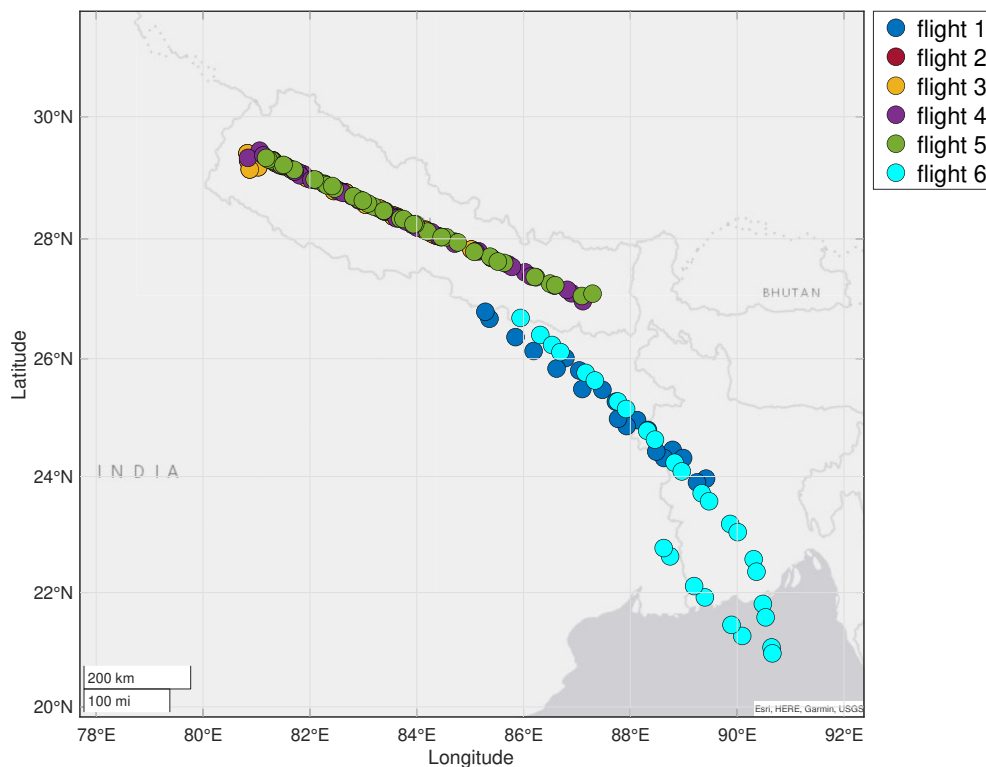 flight 1
flight 2
flight 3
flight 4
flight 5
flight 6
30°N
28°N
26°N
24°N
22°N
20°N
Latitude
BHUTAN
INDIA
200 km
100 mi
Esri, HERE, Garmin, USGS
78°E
80°E
82°E
84°E
86°E
88°E
90°E
92°E
Longitude